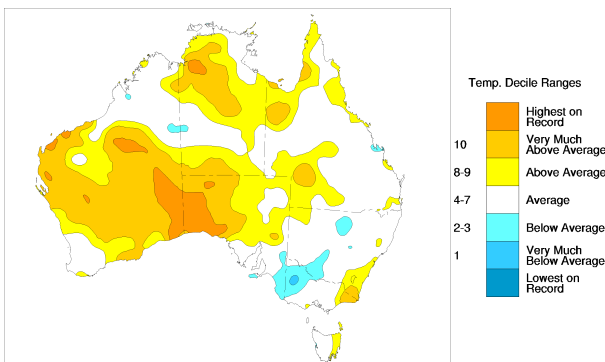 Temp. Decile Ranges
Highest on
Record
10
Very Much
Above Average
8-9
Above Average
4-7
Average
2-3
Below Average
1
Very Much
Below Average
Lowest on
Record